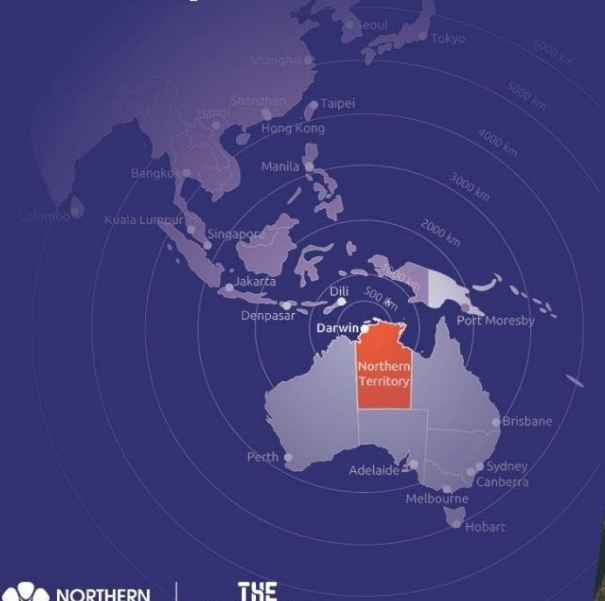 Seoul
Tokyo
6000 km
Shanghai
5000 km
Shenzhen
Taipei
Hanoi
Hong Kong
4000 km
Manila
Bangkok
3000 km
Colombo
Kuala Lumpur
Singapore
2000 km
Jakarta
Dili
1000 km
500 km
Denpasar
Port Moresby
Darwin
Northern
Territory
Brisbane
Perth
Adelaide
Sydney
Canberra
Melbourne
Hobart
NORTHERN
THE